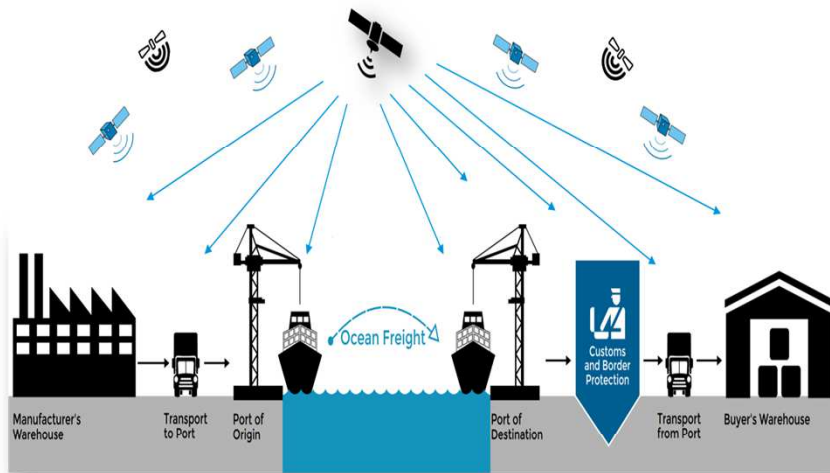 Ocean Freight
Customs
and Border
Protection
Manufacturer's
Warehouse
Transport
to Port
Port of
Origin
Port of
Destination
Transport
from Port
Buyer's Warehouse